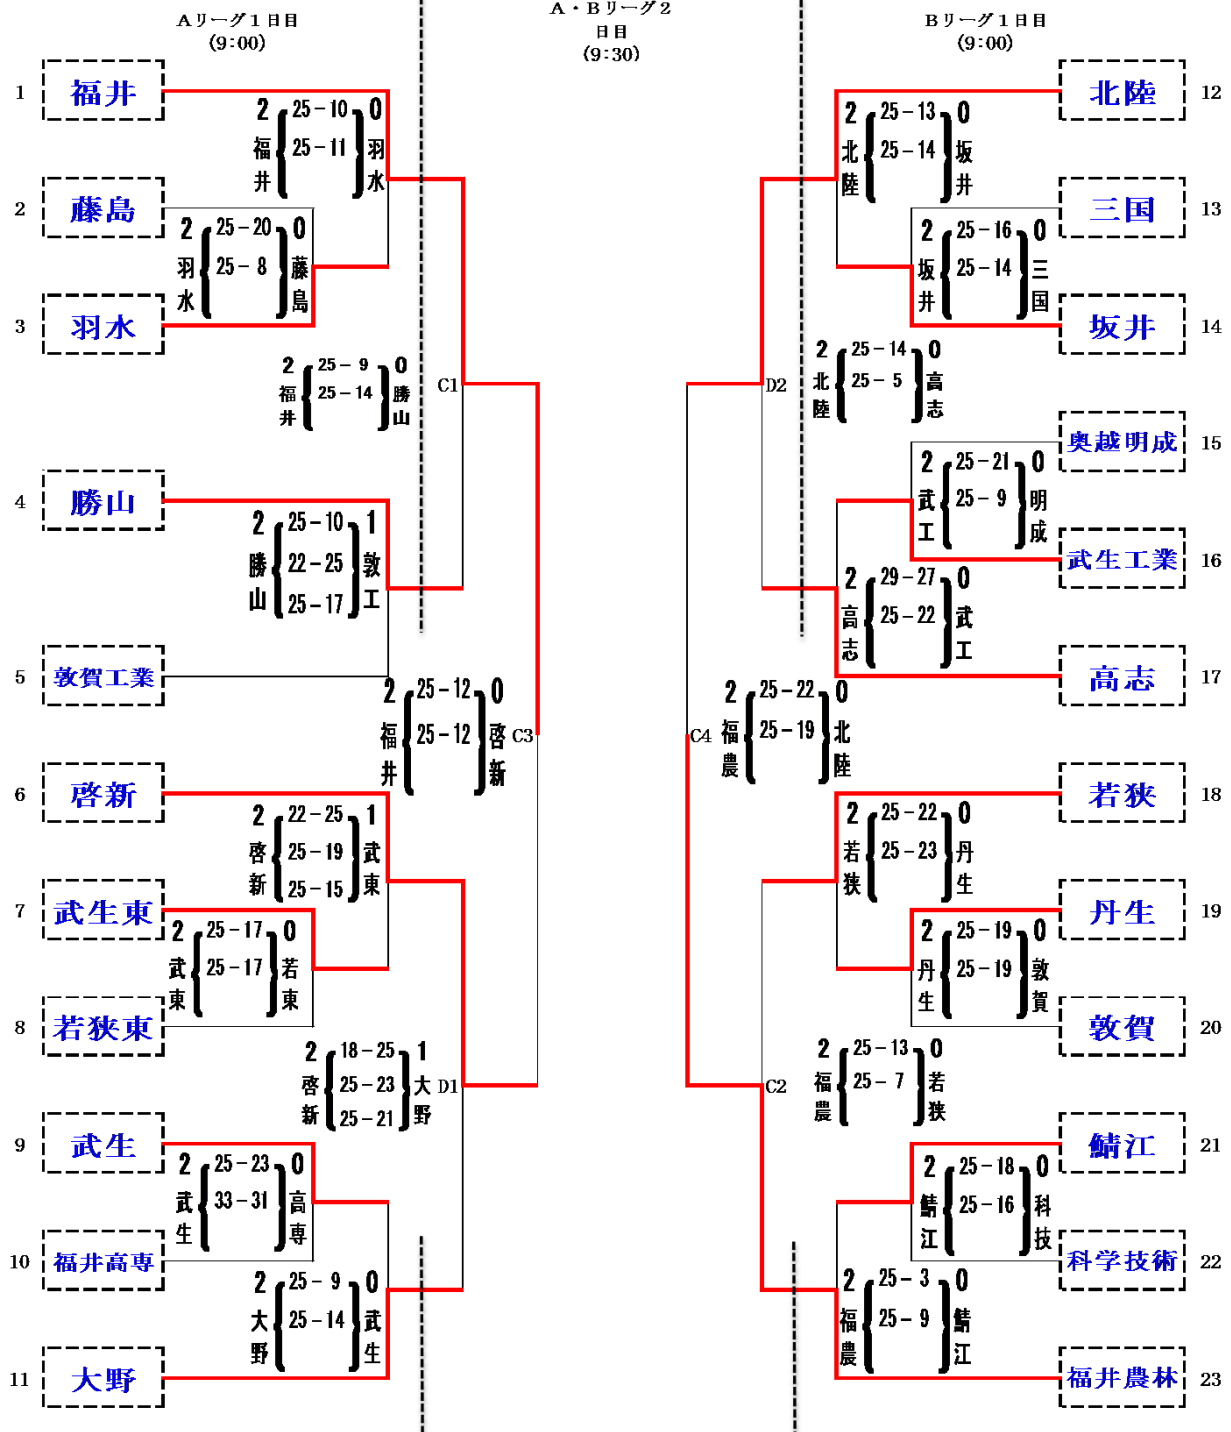 Aリーグ1日目
(9:00)
A・Bリーグ2
日目
(9:30)
Bリーグ1日目
(9:00)
1 福井
2 福井 25-10 0 羽水
25-11
2 藤島
2 羽水 25-20 0 藤島
25-8
3 羽水
2 福井 25-9 0 勝山
25-14
C1
4 勝山
2 勝山 25-10 1 敦工
22-25
25-17
5 敦賀工業
2 福井 25-12 0 啓新
25-12
C3
6 啓新
2 啓新 22-25 1 武東
25-19
25-15
7 武生東
2 武東 25-17 0 若東
25-17
8 若狭東
2 啓新 18-25 1 大野
25-23
25-21
D1
9 武生
2 武生 25-23 0 高専
33-31
10 福井高専
2 大野 25-9 0 武生
25-14
11 大野
北陸 12
2 北陸 25-13 0 坂井
25-14
三国 13
2 坂井 25-16 0 三国
25-14
坂井 14
D2
2 北陸 25-14 0 高志
25-5
奥越明成 15
2 武工 25-21 0 明成
25-9
武生工業 16
2 高志 29-27 0 武工
25-22
高志 17
C4
2 福農 25-22 0 北陸
25-19
若狭 18
2 若狭 25-22 0 丹生
25-23
丹生 19
2 丹生 25-19 0 敦賀
25-19
敦賀 20
C2
2 福農 25-13 0 若狭
25-7
鯖江 21
2 鯖江 25-18 0 科技
25-16
科学技術 22
2 福農 25-3 0 鯖江
25-9
福井農林 23